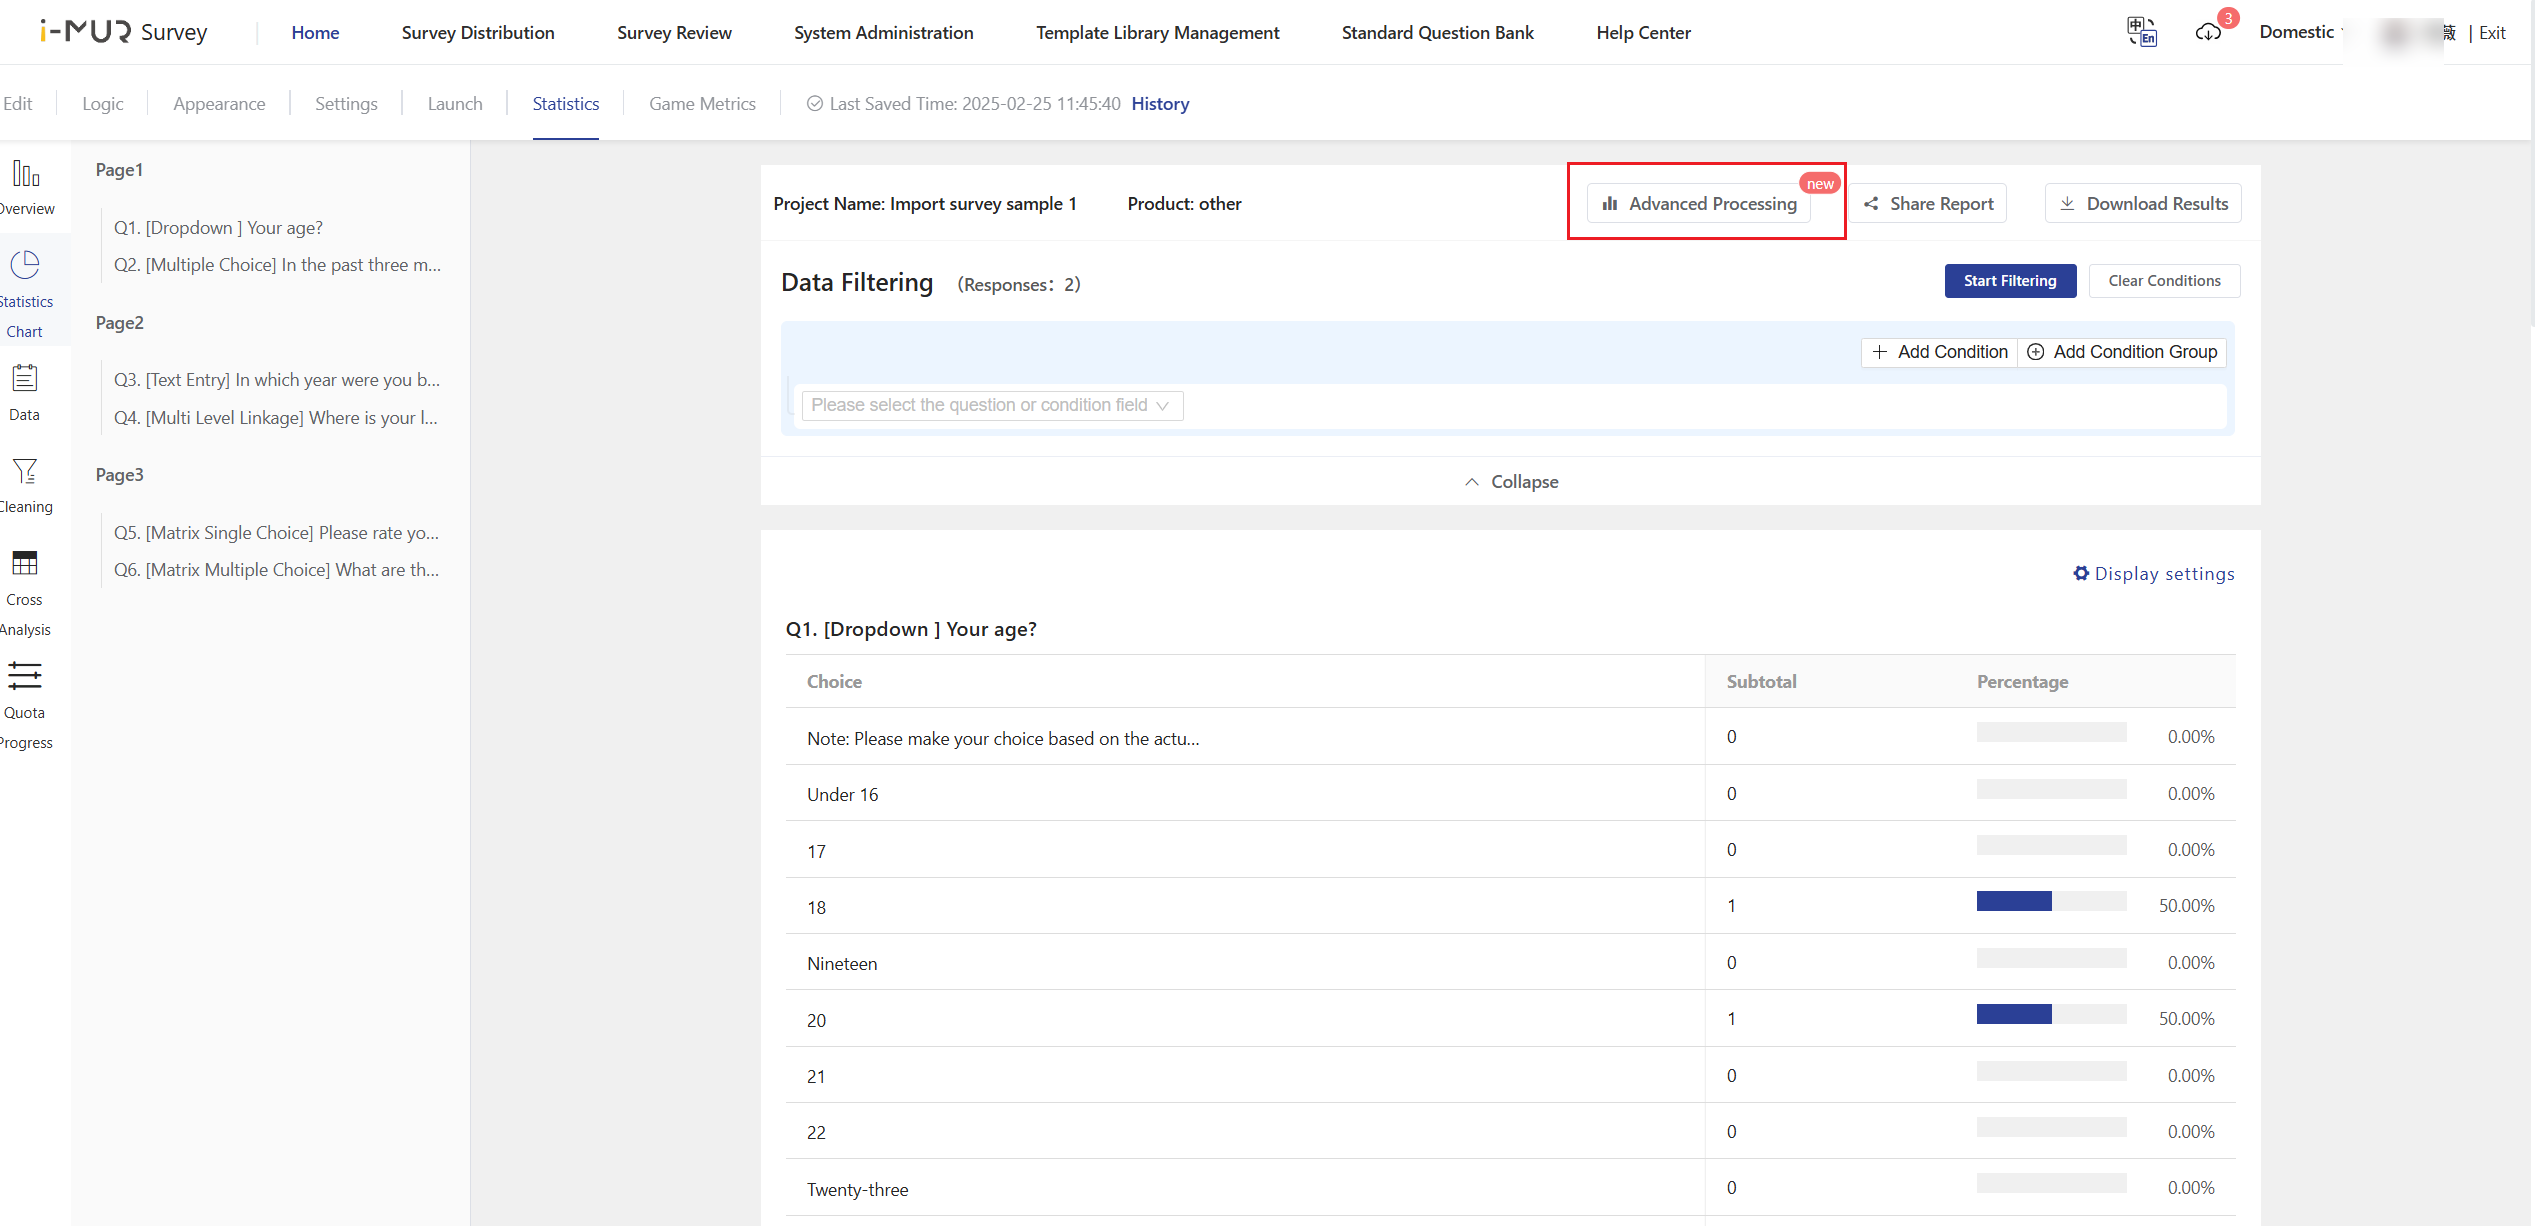 i-MUR Survey
Home
Survey Distribution
Survey Review
System Administration
Template Library Management
Standard Question Bank
Help Center
中
En
3
Domestic
薇 | Exit
Edit
Logic
Appearance
Settings
Launch
Statistics
Game Metrics
Last Saved Time: 2025-02-25 11:45:40 History
Overview
Statistics
Chart
Data
Cleaning
Cross
Analysis
Quota
Progress
Page1
Q1. [Dropdown ] Your age?
Q2. [Multiple Choice] In the past three m...
Page2
Q3. [Text Entry] In which year were you b...
Q4. [Multi Level Linkage] Where is your l...
Page3
Q5. [Matrix Single Choice] Please rate yo...
Q6. [Matrix Multiple Choice] What are th...
Project Name: Import survey sample 1
Product: other
Advanced Processing
new
Share Report
Download Results
Data Filtering
(Responses: 2)
Start Filtering
Clear Conditions
Add Condition
Add Condition Group
Please select the question or condition field
Collapse
Display settings
Q1. [Dropdown ] Your age?
Choice Subtotal Percentage
Note: Please make your choice based on the actu... 0 0.00%
Under 16 0 0.00%
17 0 0.00%
18 1 50.00%
Nineteen 0 0.00%
20 1 50.00%
21 0 0.00%
22 0 0.00%
Twenty-three 0 0.00%